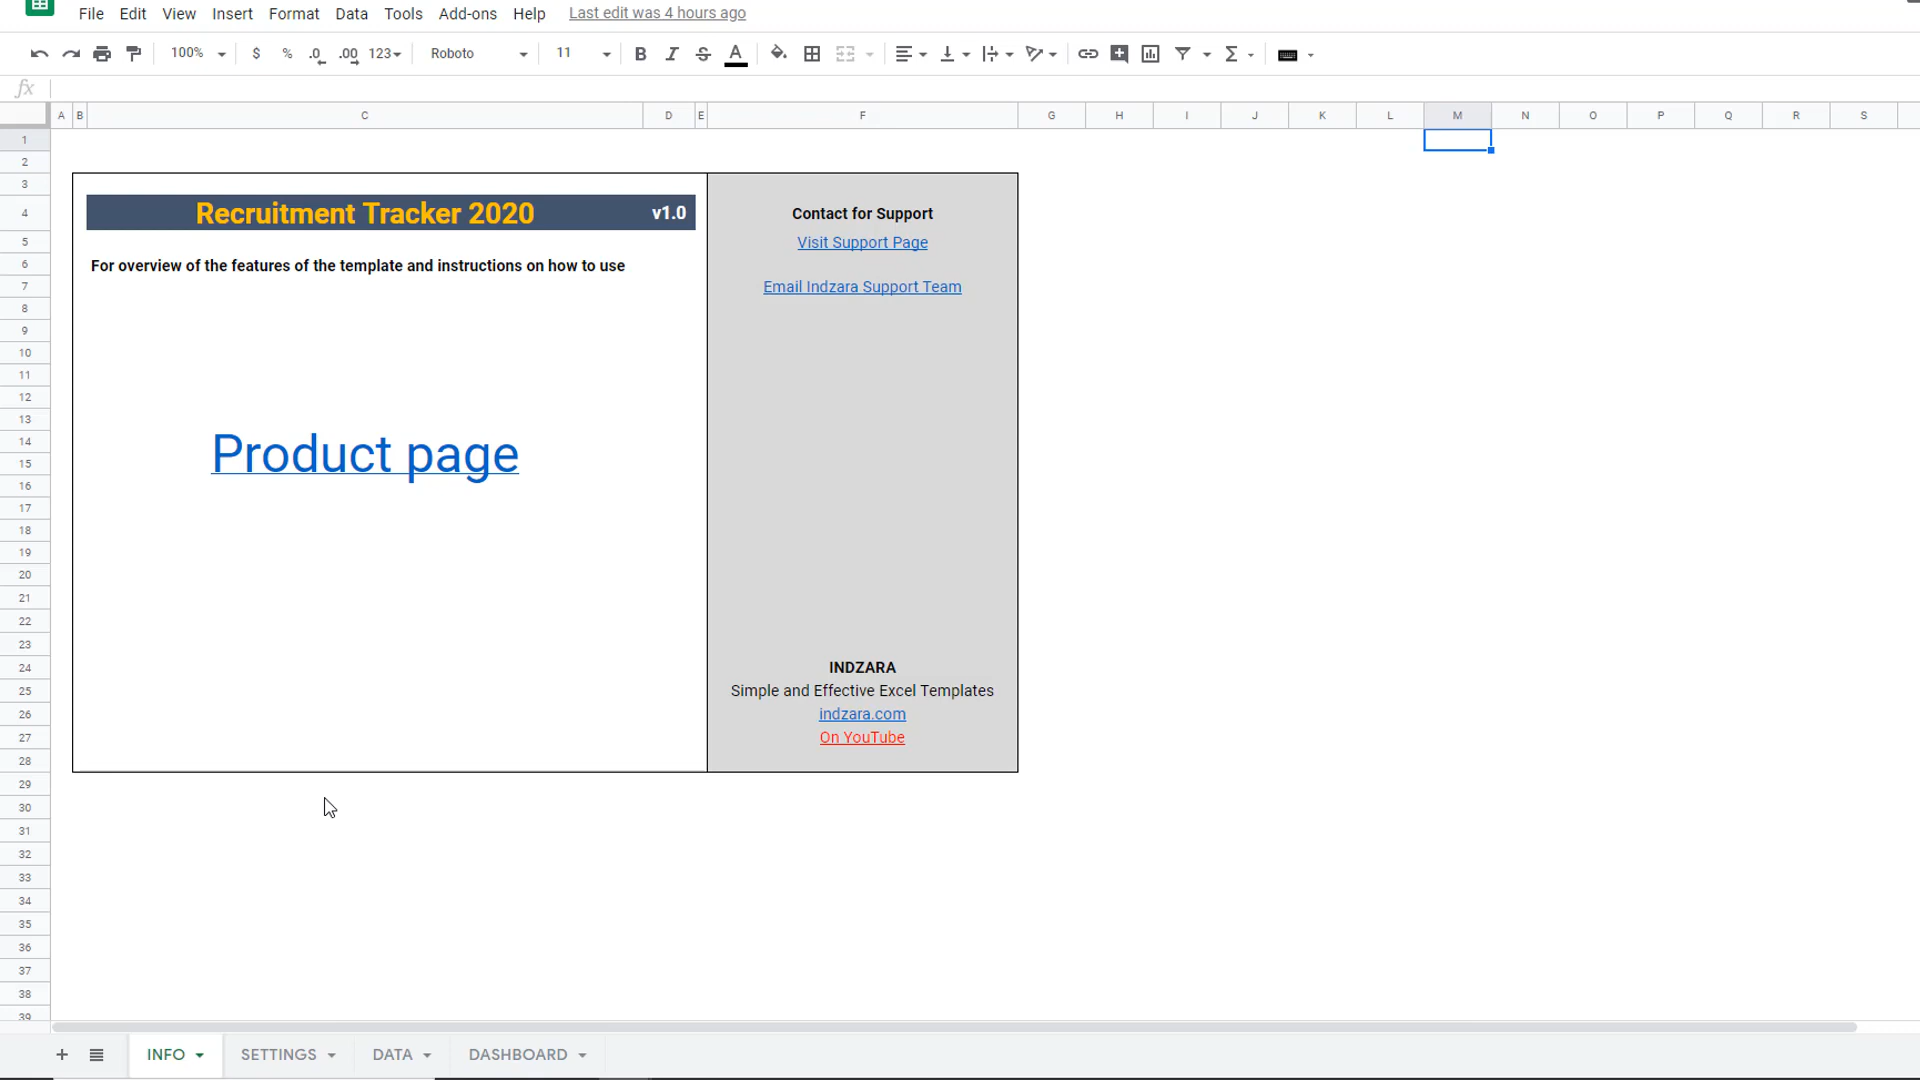 File Edit View Insert Format Data Tools Add-ons Help Last edit was 4 hours ago
100% $ % .0 .00 123 Roboto 11 B I S A
fx
A B C D E F G H I J K L M N O P Q R S
1
2
3
4 Recruitment Tracker 2020 v1.0 Contact for Support
5 Visit Support Page
6 For overview of the features of the template and instructions on how to use
7 Email Indzara Support Team
8
9
10
11
12
13
14 Product page
15
16
17
18
19
20
21
22
23
24 INDZARA
25 Simple and Effective Excel Templates
26 indzara.com
27 On YouTube
28
29
30
31
32
33
34
35
36
37
38
39
INFO SETTINGS DATA DASHBOARD